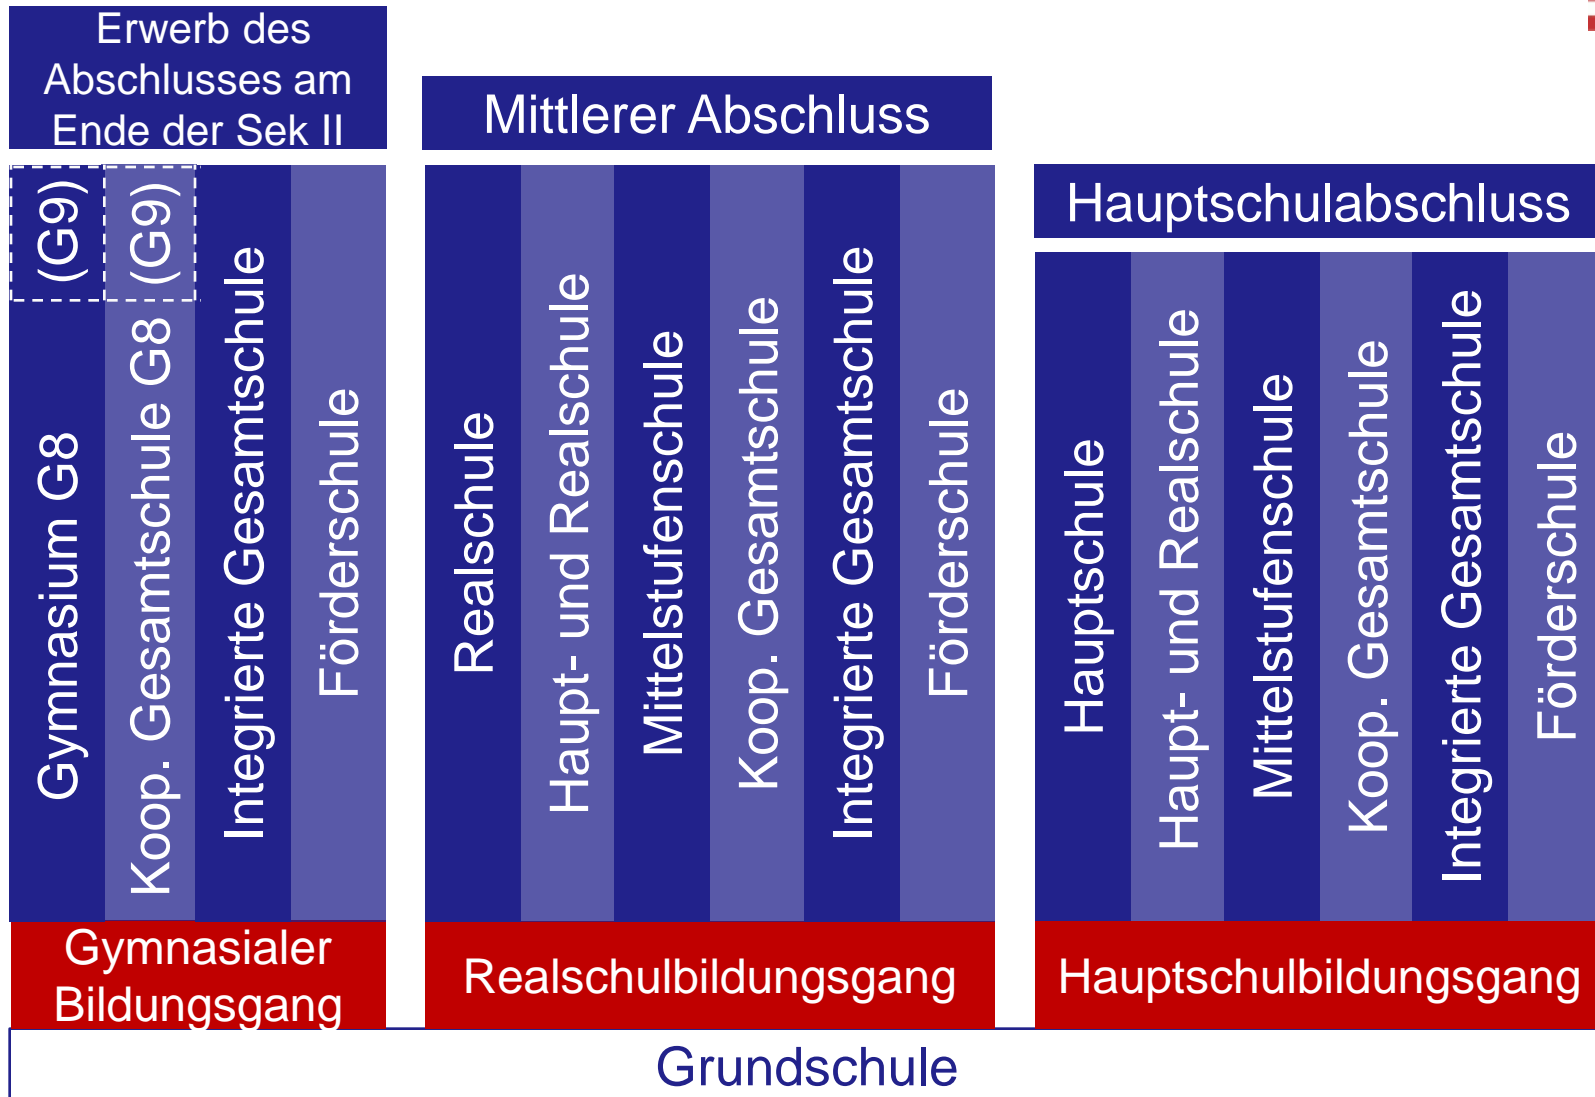 Erwerb des
Abschlusses am
Ende der Sek II
Mittlerer Abschluss
Hauptschulabschluss
Gymnasium G8 (G9)
Koop. Gesamtschule G8 (G9)
Integrierte Gesamtschule
Förderschule
Realschule
Haupt- und Realschule
Mittelstufenschule
Koop. Gesamtschule
Integrierte Gesamtschule
Förderschule
Hauptschule
Haupt- und Realschule
Mittelstufenschule
Koop. Gesamtschule
Integrierte Gesamtschule
Förderschule
Gymnasialer
Bildungsgang
Realschulbildungsgang
Hauptschulbildungsgang
Grundschule